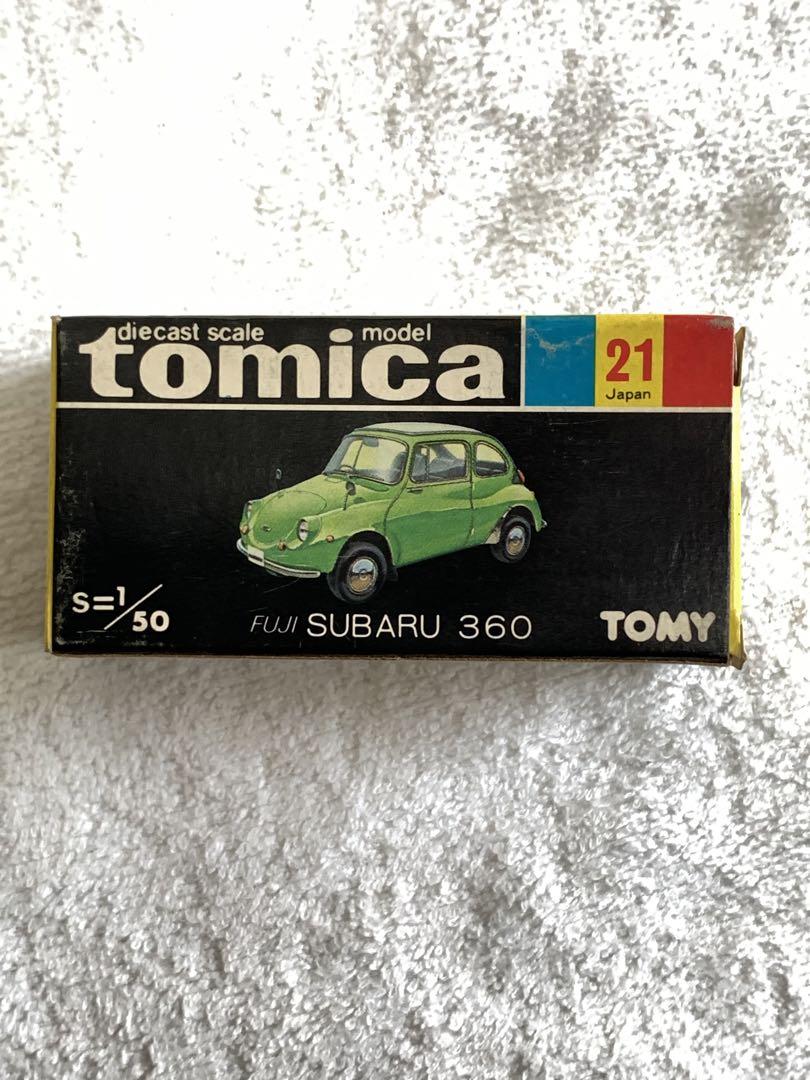 diecast scale model
tomica
21
Japan
S=1/50
FUJI SUBARU 360
TOMY